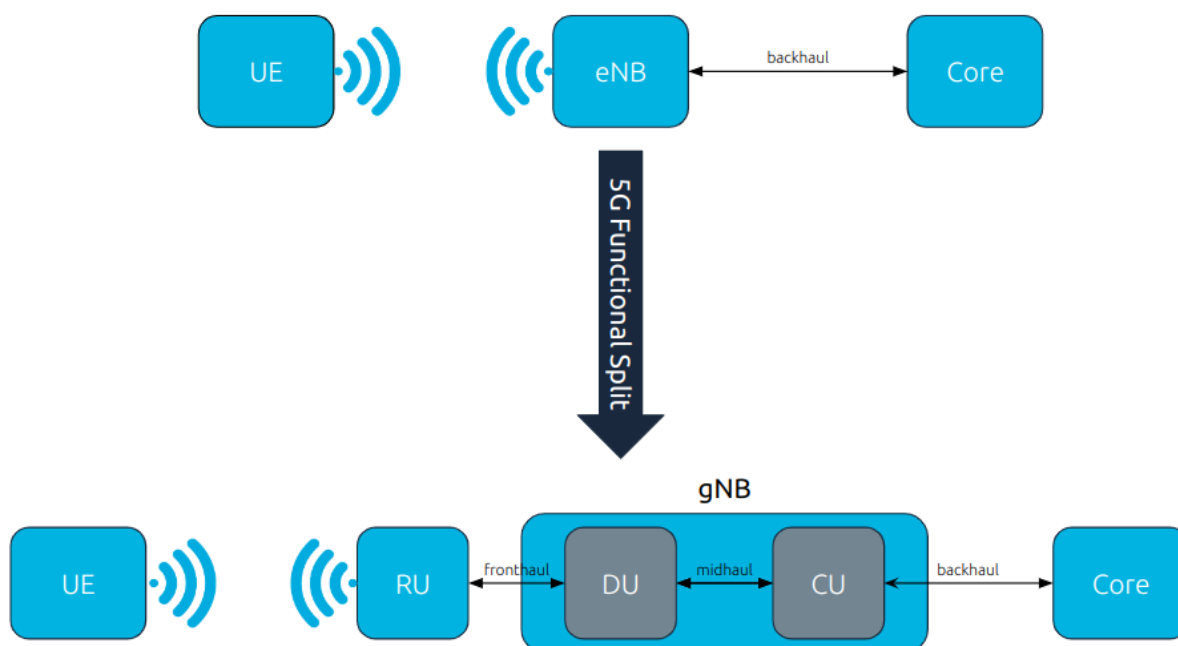 UE
eNB
backhaul
Core
5G Functional Split
gNB
UE
RU
fronthaul
DU
midhaul
CU
backhaul
Core